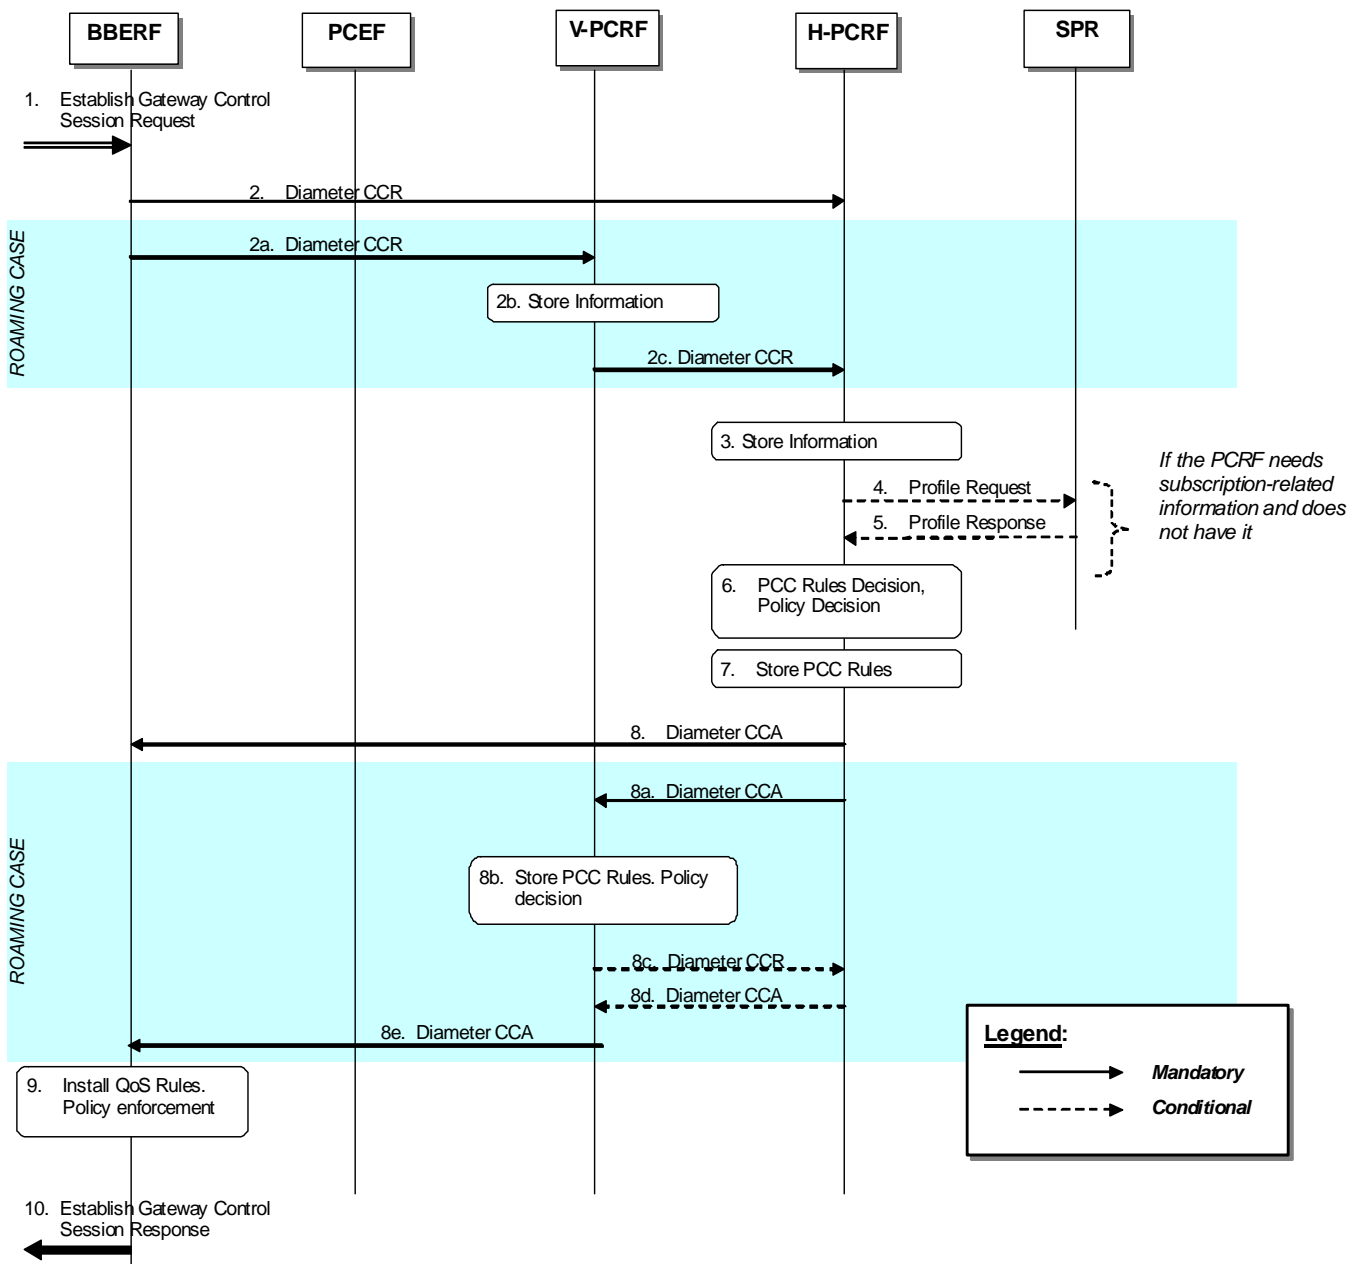 BBERF
PCEF
V-PCRF
H-PCRF
SPR
1. Establish Gateway Control
Session Request
2. Diameter CCR
ROAMING CASE
2a. Diameter CCR
2b. Store Information
2c. Diameter CCR
3. Store Information
4. Profile Request
5. Profile Response
If the PCRF needs
subscription-related
information and does
not have it
6. PCC Rules Decision,
Policy Decision
7. Store PCC Rules
8. Diameter CCA
ROAMING CASE
8a. Diameter CCA
8b. Store PCC Rules. Policy
decision
8c. Diameter CCR
8d. Diameter CCA
8e. Diameter CCA
Legend:
Mandatory
Conditional
9. Install QoS Rules.
Policy enforcement
10. Establish Gateway Control
Session Response